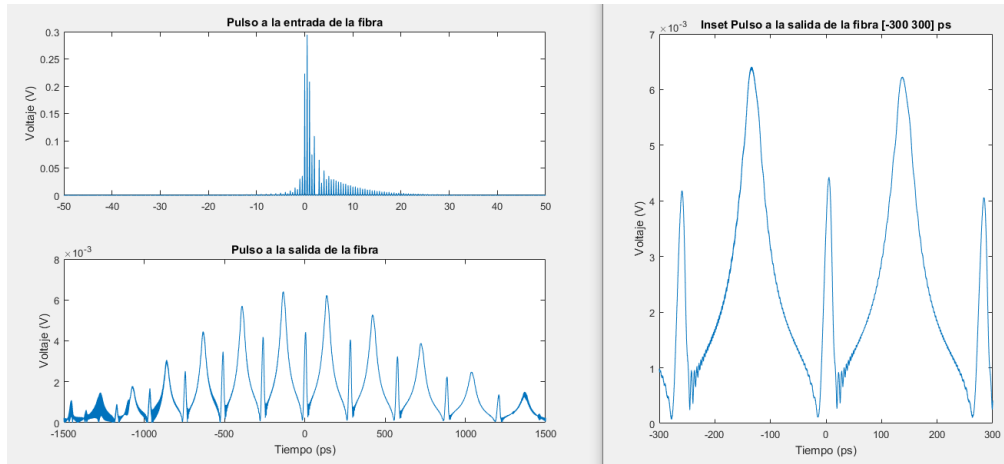 Pulso a la entrada de la fibra
0.3
0.25
0.2
0.15
0.1
0.05
0
Voltaje (V)
-50 -40 -30 -20 -10 0 10 20 30 40 50
Pulso a la salida de la fibra
×10⁻³
8
6
4
2
0
Voltaje (V)
-1500 -1000 -500 0 500 1000 1500
Tiempo (ps)
Inset Pulso a la salida de la fibra [-300 300] ps
×10⁻³
7
6
5
4
3
2
1
0
Voltaje (V)
-300 -200 -100 0 100 200 300
Tiempo (ps)